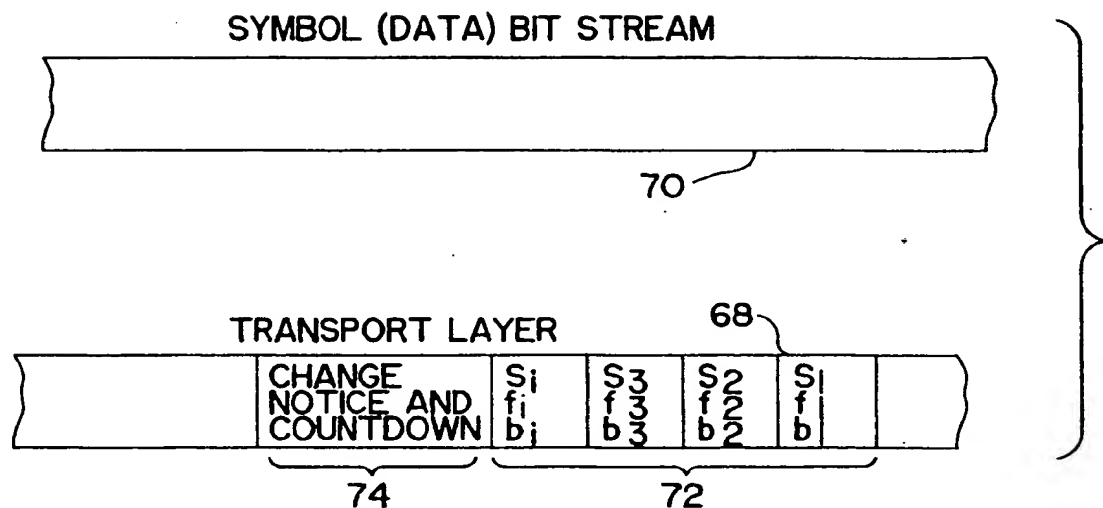 SYMBOL (DATA) BIT STREAM
70
TRANSPORT LAYER
68
CHANGE NOTICE AND COUNTDOWN
Si fi bi
S3 f3 b3
S2 f2 b2
S1 f1 b1
74
72